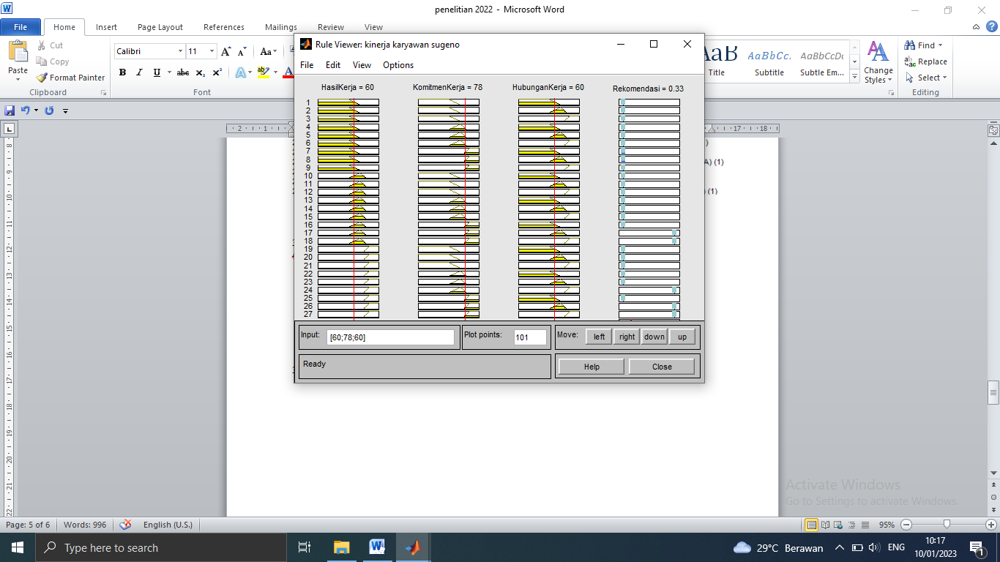 penitian 2022 - Microsoft Word
File Home Insert Page Layout References Mailings Review View
Paste
Cut
Copy
Format Painter
Clipboard
Calibri 11
B I U abc x₂ x²
Font
Title
AaBbCc. AaBbCcDc
Subtitle Subtle Em...
Change Styles
Find
Replace
Select
Editing
Rule Viewer: kinerja karyawan sugeno
File Edit View Options
HasilKerja = 60 KomitmenKerja = 78 HubunganKerja = 60 Rekomendasi = 0.33
1
2
3
4
5
6
7
8
9
10
11
12
13
14
15
16
17
18
19
20
21
22
23
24
25
26
27
A) (1)
) (1)
Input: [60;78;60] Plot points: 101 Move: left right down up
Ready Help Close
Activate Windows
Go to Settings to activate Windows.
Page: 5 of 6 Words: 996 English (U.S.) 95%
Type here to search
29°C Berawan ENG
10:17
10/01/2023